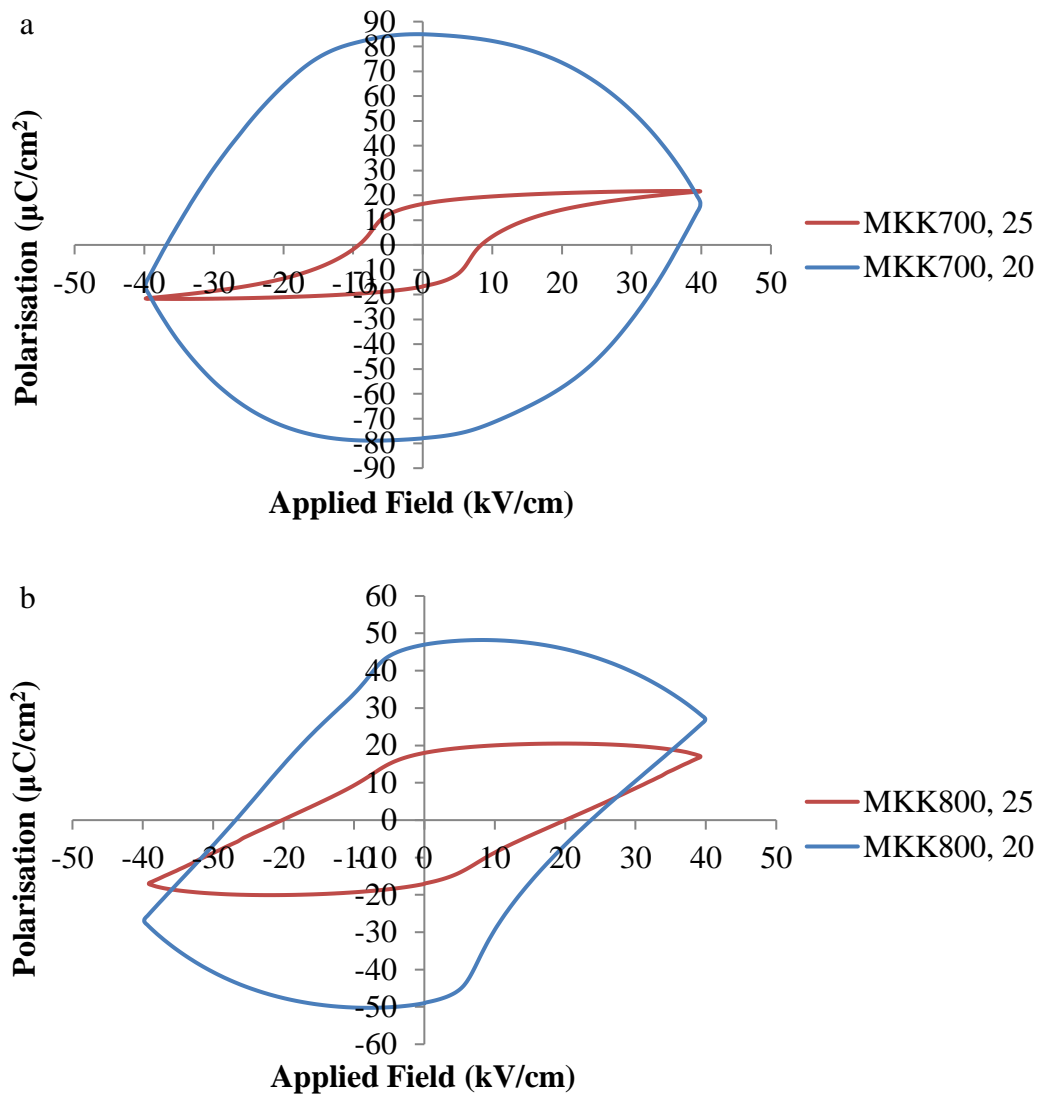 a
90
80
70
60
50
40
30
20
10
0
-10
-20
-30
-40
-50
-60
-70
-80
-90
-50 -40 -30 -20 -10 0 10 20 30 40 50
Polarisation (µC/cm²)
Applied Field (kV/cm)
MKK700, 25
MKK700, 20
b
60
50
40
30
20
10
0
-10
-20
-30
-40
-50
-60
-50 -40 -30 -20 -10 0 10 20 30 40 50
Polarisation (µC/cm²)
Applied Field (kV/cm)
MKK800, 25
MKK800, 20